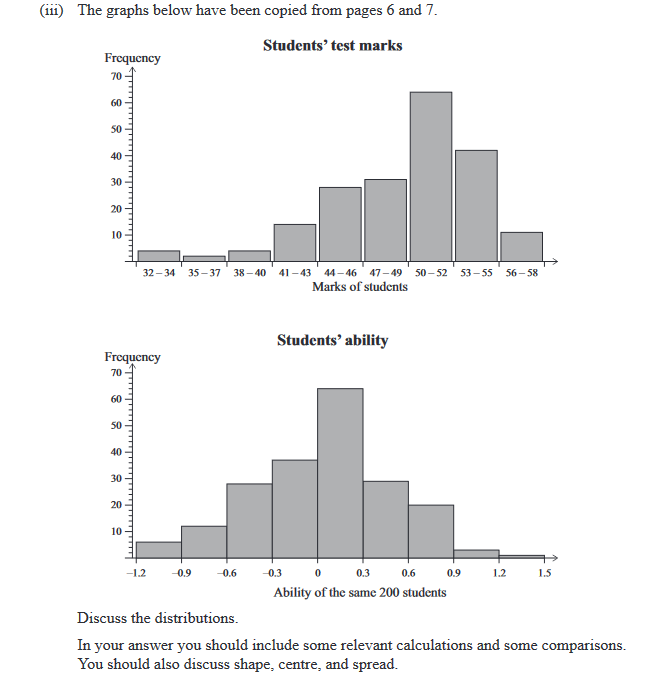 (iii) The graphs below have been copied from pages 6 and 7.
Students' test marks
Frequency
70
60
50
40
30
20
10
32 – 34 35 – 37 38 – 40 41 – 43 44 – 46 47 – 49 50 – 52 53 – 55 56 – 58
Marks of students
Students' ability
Frequency
70
60
50
40
30
20
10
–1.2 –0.9 –0.6 –0.3 0 0.3 0.6 0.9 1.2 1.5
Ability of the same 200 students
Discuss the distributions.
In your answer you should include some relevant calculations and some comparisons.
You should also discuss shape, centre, and spread.